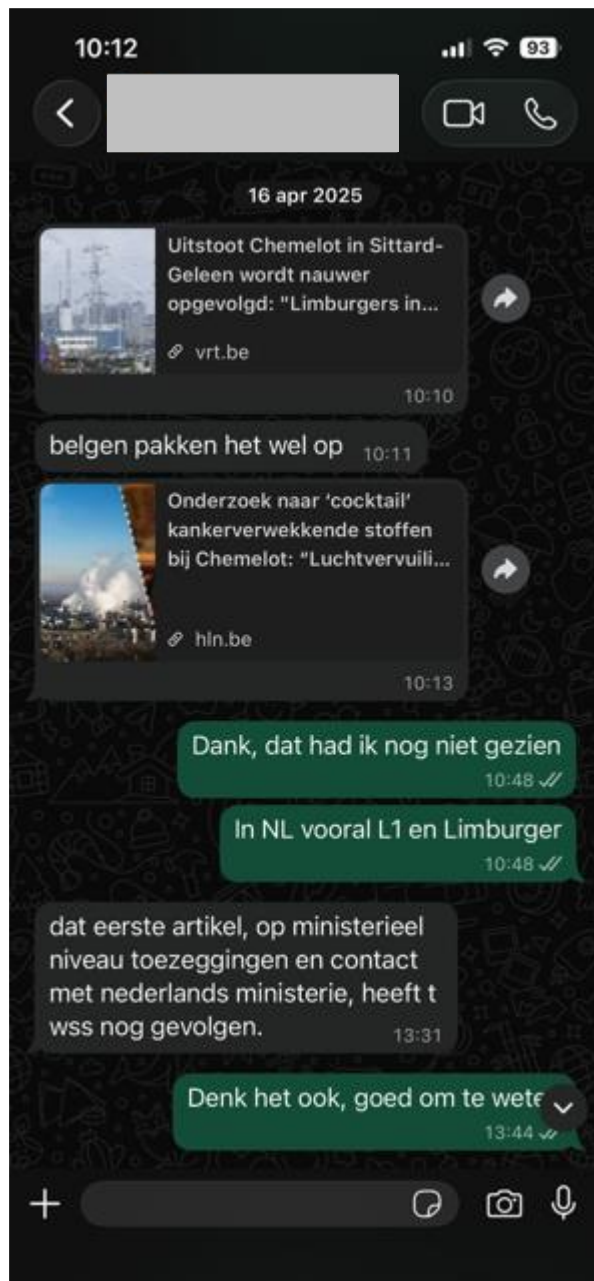 10:12
93
16 apr 2025
Uitstoot Chemelot in Sittard-
Geleen wordt nauwer
opgevolgd: "Limburgers in...
vrt.be
10:10
belgen pakken het wel op 10:11
Onderzoek naar ‘cocktail’
kankerverwekkende stoffen
bij Chemelot: “Luchtvervuili...
hln.be
10:13
Dank, dat had ik nog niet gezien
10:48
In NL vooral L1 en Limburger
10:48
dat eerste artikel, op ministerieel
niveau toezeggingen en contact
met nederlands ministerie, heeft t
wss nog gevolgen. 13:31
Denk het ook, goed om te wete
13:44